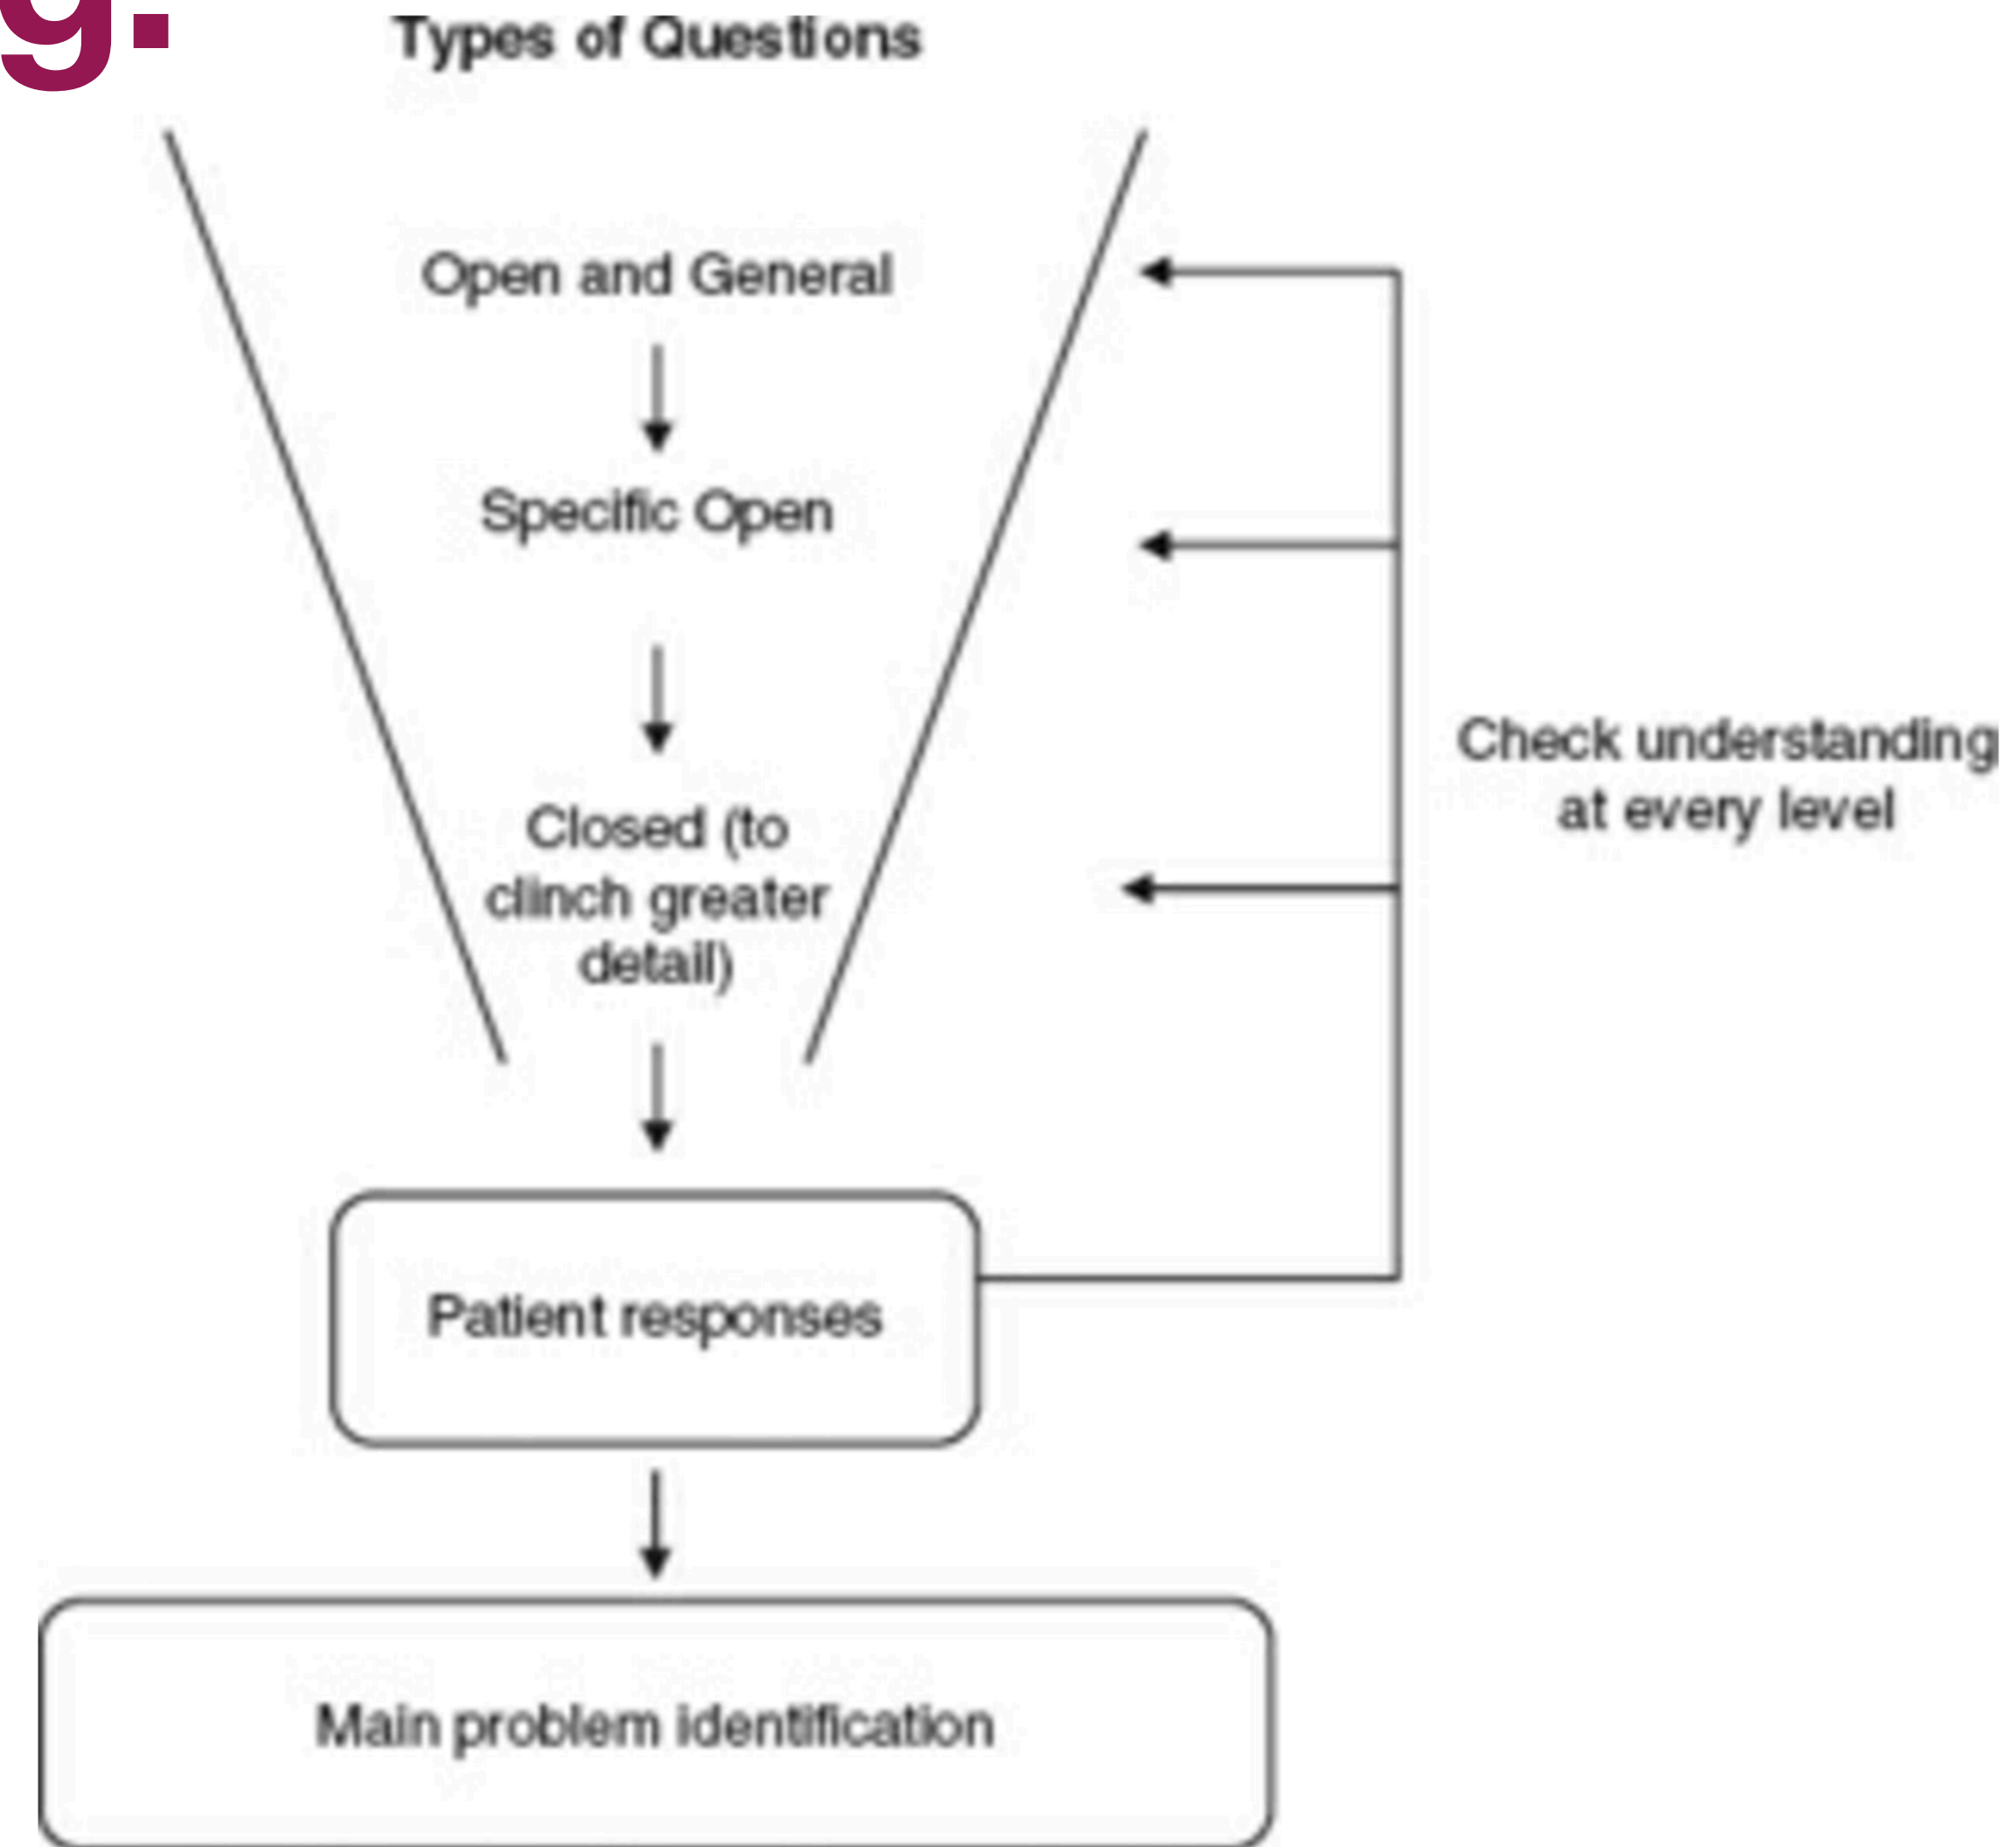 g.
Types of Questions
Open and General
Specific Open
Closed (to
clinch greater
detail)
Check understanding
at every level
Patient responses
Main problem identification